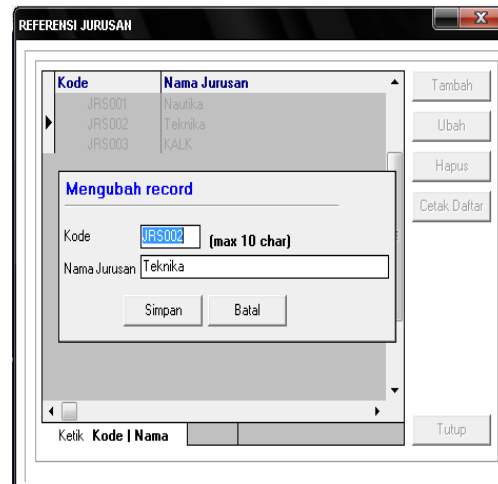 REFERENSI JURUSAN
Kode Nama Jurusan
JRS001 Nautika
JRS002 Teknika
JRS003 KALK
Tambah
Ubah
Hapus
Cetak Daftar
Mengubah record
Kode JRS002 (max 10 char)
Nama Jurusan Teknika
Simpan Batal
Ketik Kode | Nama
Tutup